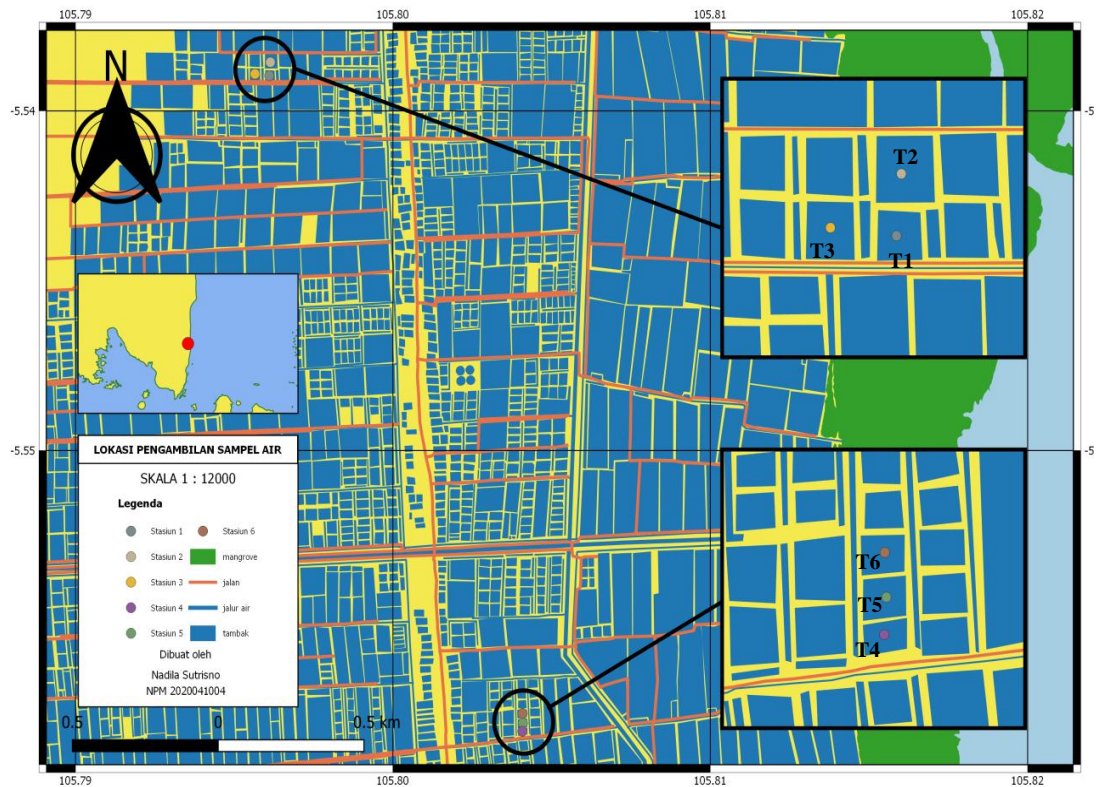 105.79
105.80
105.81
105.82
N
-5.54
-5
T2
T3
T1
-5.55
-5
LOKASI PENGAMBILAN SAMPEL AIR
SKALA 1 : 12000
Legenda
Stasiun 1
Stasiun 6
Stasiun 2
mangrove
Stasiun 3
jalan
Stasiun 4
jalur air
Stasiun 5
tambak
Dibuat oleh
Nadila Sutrisno
NPM 2020041004
T6
T5
T4
0.5
0
0.5 km
105.79
105.80
105.81
105.82